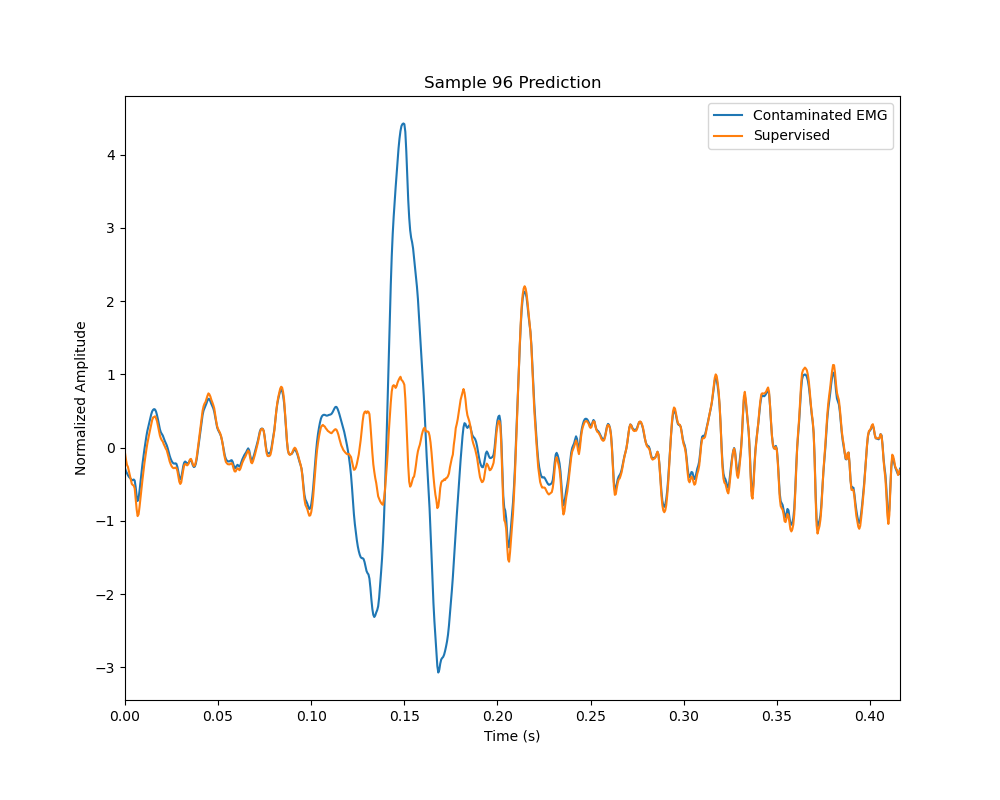 Sample 96 Prediction
Contaminated EMG
Supervised
Normalized Amplitude
4
3
2
1
0
−1
−2
−3
0.00 0.05 0.10 0.15 0.20 0.25 0.30 0.35 0.40
Time (s)